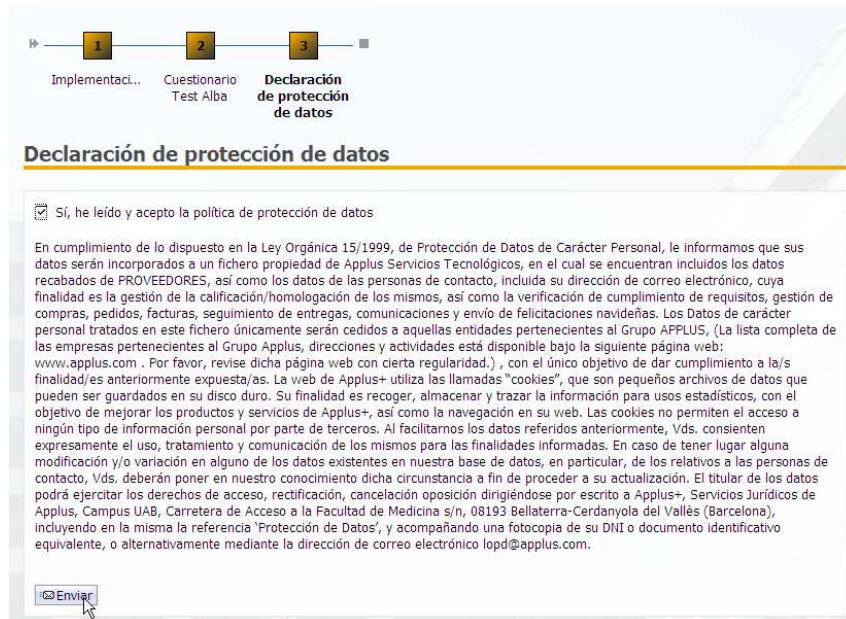 1 2 3
Implementaci... Cuestionario Declaración
Test Alba de protección
de datos
Declaración de protección de datos
Sí, he leído y acepto la política de protección de datos
En cumplimiento de lo dispuesto en la Ley Orgánica 15/1999, de Protección de Datos de Carácter Personal, le informamos que sus
datos serán incorporados a un fichero propiedad de Applus Servicios Tecnológicos, en el cual se encuentran incluidos los datos
recabados de PROVEEDORES, así como los datos de las personas de contacto, incluida su dirección de correo electrónico, cuya
finalidad es la gestión de la calificación/homologación de los mismos, así como la verificación de cumplimiento de requisitos, gestión de
compras, pedidos, facturas, seguimiento de entregas, comunicaciones y envío de felicitaciones navideñas. Los Datos de carácter
personal tratados en este fichero únicamente serán cedidos a aquellas entidades pertenecientes al Grupo APPLUS, (La lista completa de
las empresas pertenecientes al Grupo Applus, direcciones y actividades está disponible bajo la siguiente página web:
www.applus.com . Por favor, revise dicha página web con cierta regularidad.) , con el único objetivo de dar cumplimiento a la/s
finalidad/es anteriormente expuesta/as. La web de Applus+ utiliza las llamadas "cookies", que son pequeños archivos de datos que
pueden ser guardados en su disco duro. Su finalidad es recoger, almacenar y trazar la información para usos estadísticos, con el
objetivo de mejorar los productos y servicios de Applus+, así como la navegación en su web. Las cookies no permiten el acceso a
ningún tipo de información personal por parte de terceros. Al facilitarnos los datos referidos anteriormente, Vds. consienten
expresamente el uso, tratamiento y comunicación de los mismos para las finalidades informadas. En caso de tener lugar alguna
modificación y/o variación en alguno de los datos existentes en nuestra base de datos, en particular, de los relativos a las personas de
contacto, Vds. deberán poner en nuestro conocimiento dicha circunstancia a fin de proceder a su actualización. El titular de los datos
podrá ejercitar los derechos de acceso, rectificación, cancelación oposición dirigiéndose por escrito a Applus+, Servicios Jurídicos de
Applus, Campus UAB, Carretera de Acceso a la Facultad de Medicina s/n, 08193 Bellaterra-Cerdanyola del Vallès (Barcelona),
incluyendo en la misma la referencia 'Protección de Datos', y acompañando una fotocopia de su DNI o documento identificativo
equivalente, o alternativamente mediante la dirección de correo electrónico lopd@applus.com.
Enviar